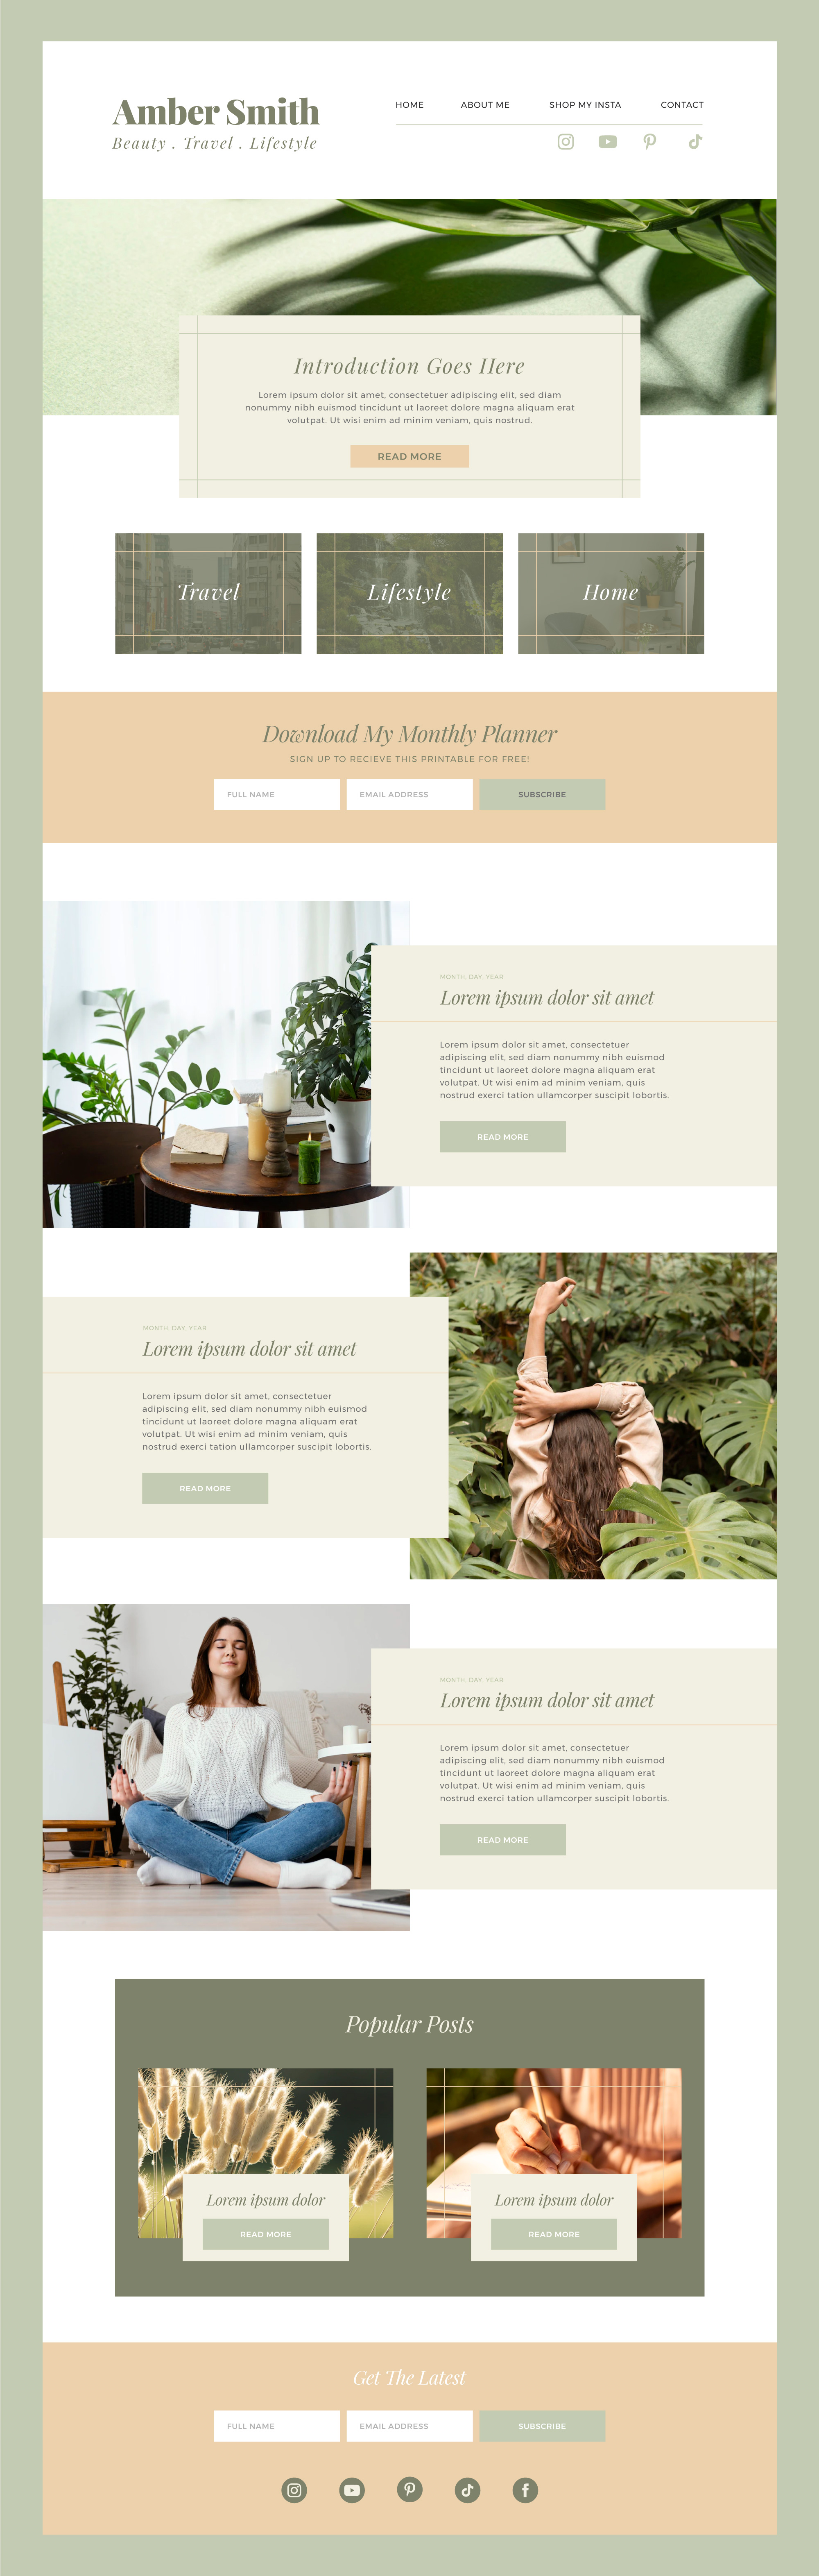 Amber Smith
Beauty . Travel . Lifestyle
HOME ABOUT ME SHOP MY INSTA CONTACT
Introduction Goes Here
Lorem ipsum dolor sit amet, consectetuer adipiscing elit, sed diam
nonummy nibh euismod tincidunt ut laoreet dolore magna aliquam erat
volutpat. Ut wisi enim ad minim veniam, quis nostrud.
READ MORE
Travel
Lifestyle
Home
Download My Monthly Planner
SIGN UP TO RECIEVE THIS PRINTABLE FOR FREE!
FULL NAME
EMAIL ADDRESS
SUBSCRIBE
MONTH, DAY, YEAR
Lorem ipsum dolor sit amet
Lorem ipsum dolor sit amet, consectetuer
adipiscing elit, sed diam nonummy nibh euismod
tincidunt ut laoreet dolore magna aliquam erat
volutpat. Ut wisi enim ad minim veniam, quis
nostrud exerci tation ullamcorper suscipit lobortis.
READ MORE
MONTH, DAY, YEAR
Lorem ipsum dolor sit amet
Lorem ipsum dolor sit amet, consectetuer
adipiscing elit, sed diam nonummy nibh euismod
tincidunt ut laoreet dolore magna aliquam erat
volutpat. Ut wisi enim ad minim veniam, quis
nostrud exerci tation ullamcorper suscipit lobortis.
READ MORE
MONTH, DAY, YEAR
Lorem ipsum dolor sit amet
Lorem ipsum dolor sit amet, consectetuer
adipiscing elit, sed diam nonummy nibh euismod
tincidunt ut laoreet dolore magna aliquam erat
volutpat. Ut wisi enim ad minim veniam, quis
nostrud exerci tation ullamcorper suscipit lobortis.
READ MORE
Popular Posts
Lorem ipsum dolor
READ MORE
Lorem ipsum dolor
READ MORE
Get The Latest
FULL NAME
EMAIL ADDRESS
SUBSCRIBE